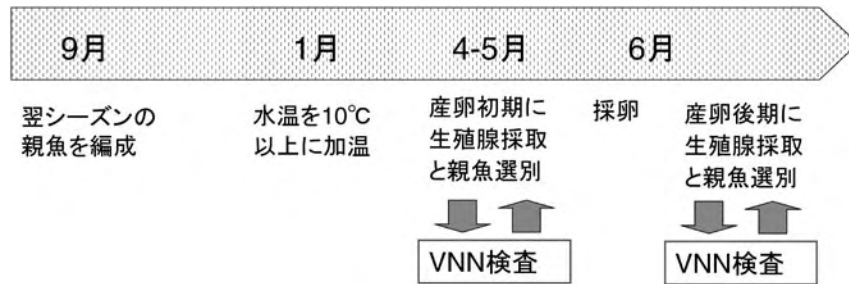 9月
1月
4-5月
6月
翌シーズンの
親魚を編成
水温を10℃
以上に加温
産卵初期に
生殖腺採取
と親魚選別
採卵
産卵後期に
生殖腺採取
と親魚選別
VNN検査
VNN検査